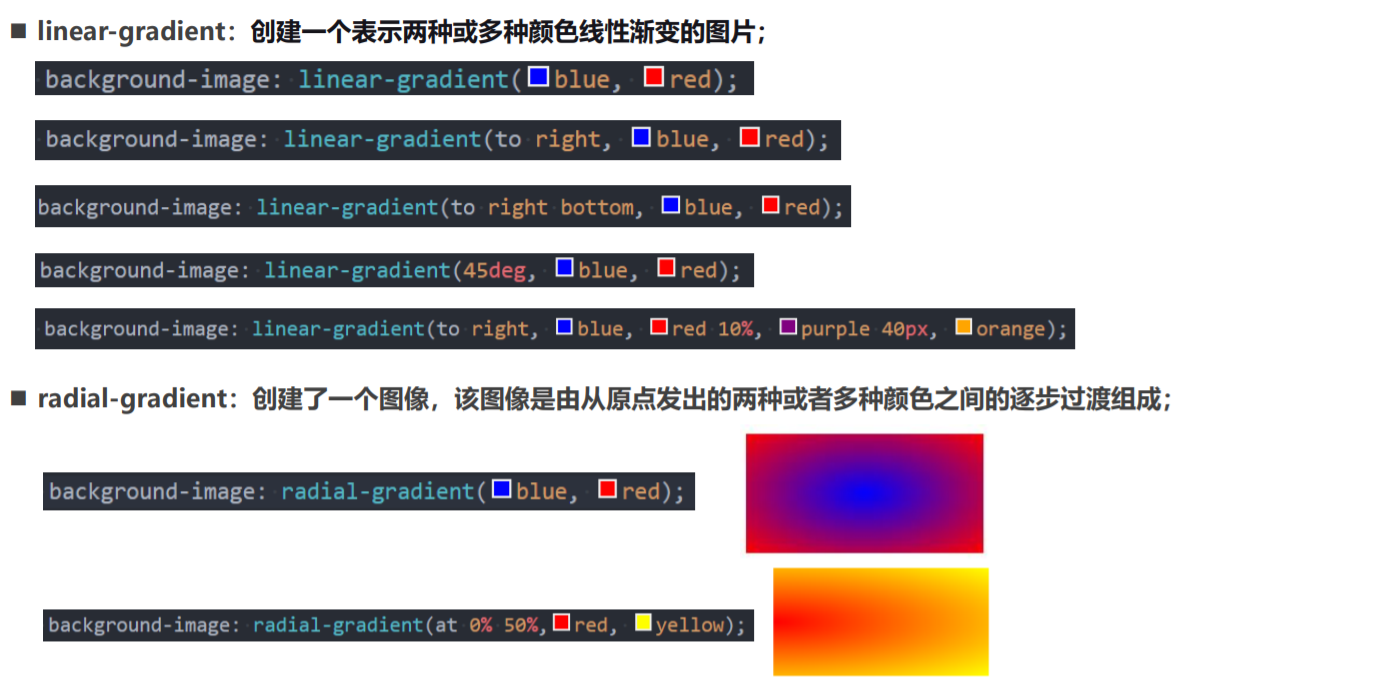 ■ linear-gradient：创建一个表示两种或多种颜色线性渐变的图片；
background-image: linear-gradient(blue, red);
background-image: linear-gradient(to right, blue, red);
background-image: linear-gradient(to right bottom, blue, red);
background-image: linear-gradient(45deg, blue, red);
background-image: linear-gradient(to right, blue, red 10%, purple 40px, orange);
■ radial-gradient：创建了一个图像，该图像是由从原点发出的两种或者多种颜色之间的逐步过渡组成；
background-image: radial-gradient(blue, red);
background-image: radial-gradient(at 0% 50%,red, yellow);